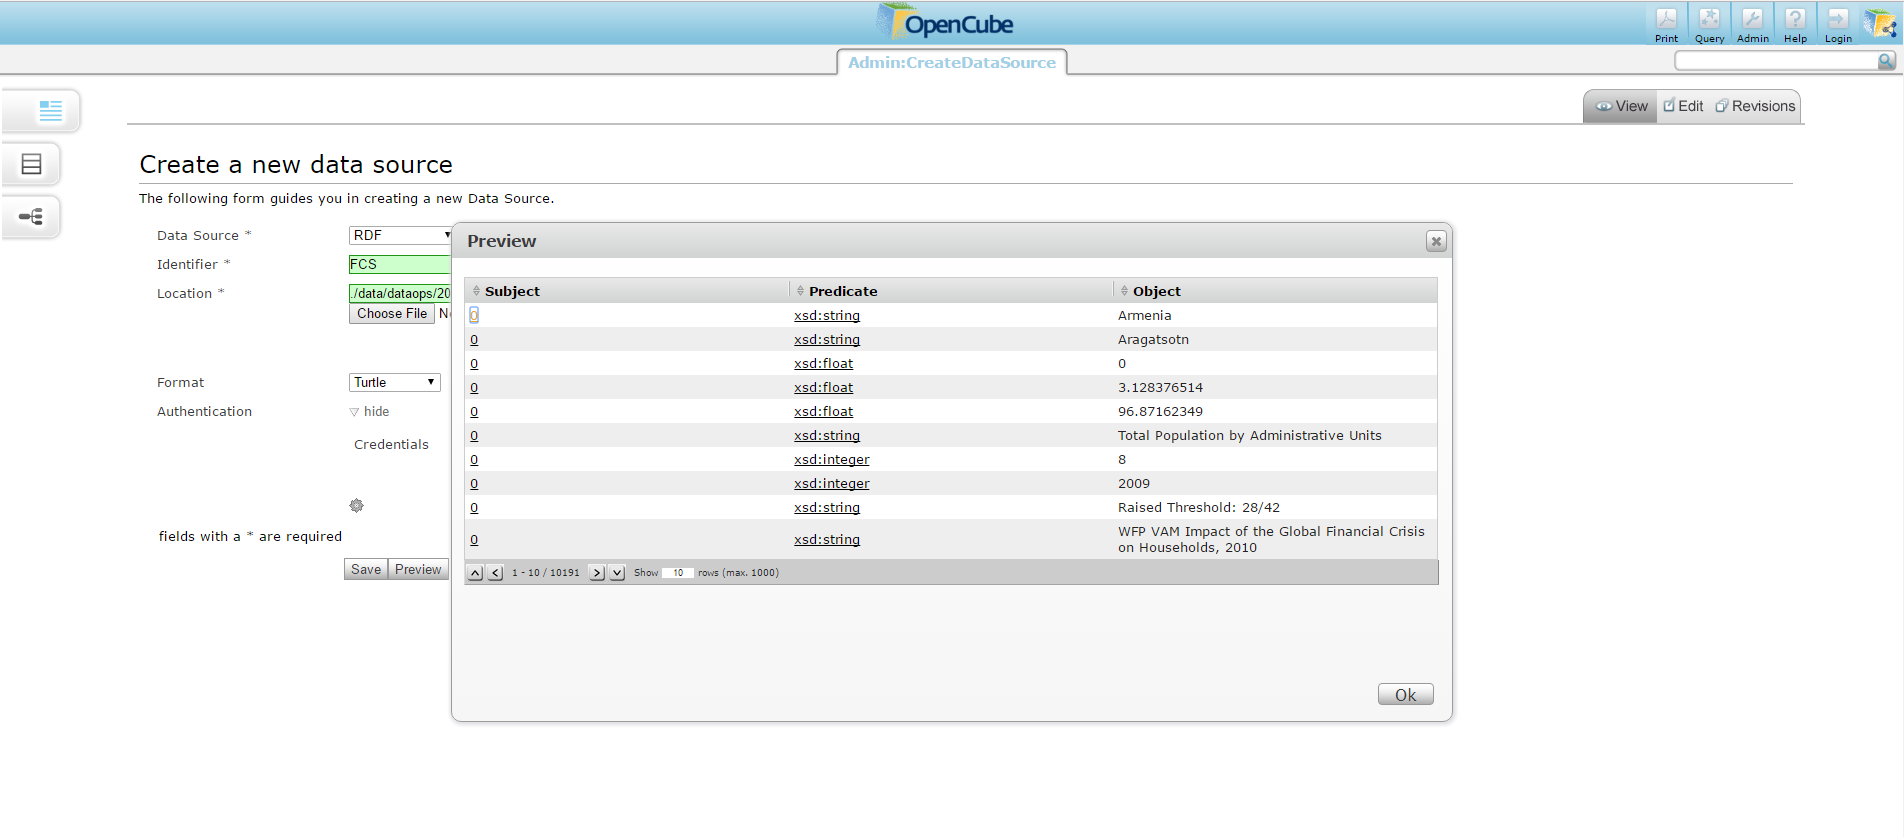 OpenCube
Print Query Admin Help Login
Admin:CreateDataSource
View Edit Revisions
Create a new data source
The following form guides you in creating a new Data Source.
Data Source * RDF
Identifier * FCS
Location * ./data/dataops/20
Choose File
Format Turtle
Authentication hide
Credentials
fields with a * are required
Save Preview
Preview
Subject Predicate Object
0 xsd:string Armenia
0 xsd:string Aragatsotn
0 xsd:float 0
0 xsd:float 3.128376514
0 xsd:float 96.87162349
0 xsd:string Total Population by Administrative Units
0 xsd:integer 8
0 xsd:integer 2009
0 xsd:string Raised Threshold: 28/42
0 xsd:string WFP VAM Impact of the Global Financial Crisis
on Households, 2010
1 - 10 / 10191 Show 10 rows (max. 1000)
Ok